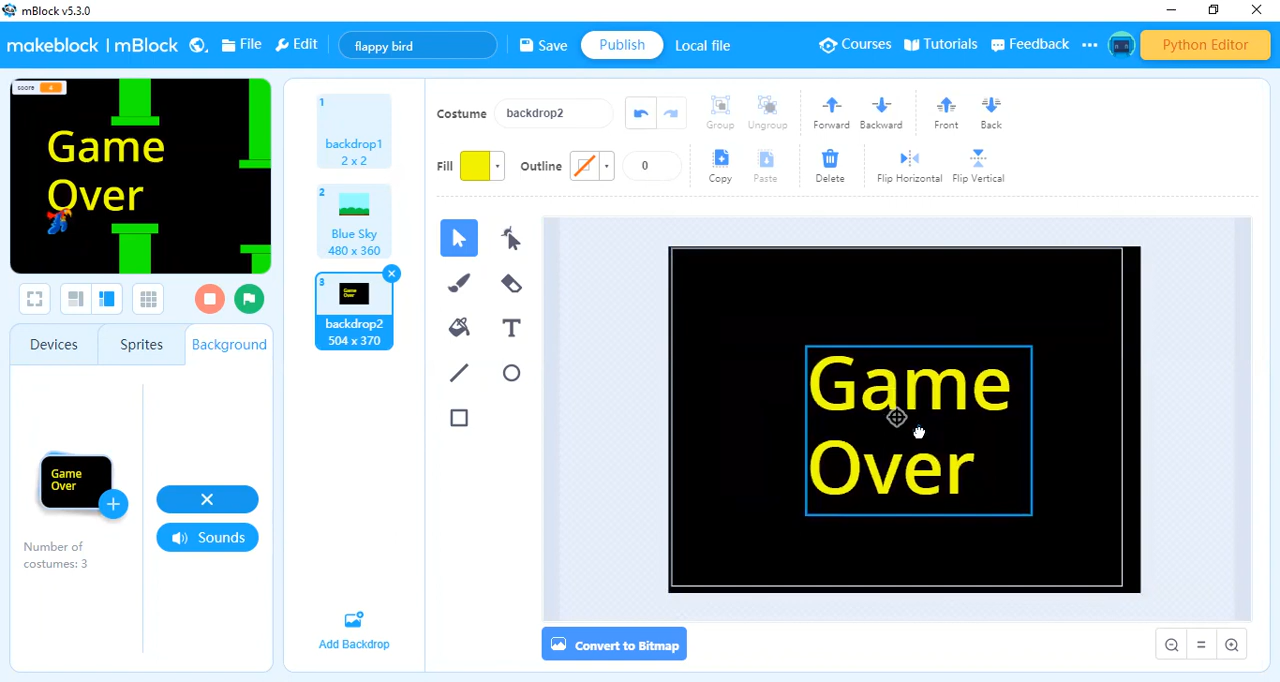 mBlock v5.3.0
makeblock | mBlock File Edit flappy bird Save Publish Local file Courses Tutorials Feedback Python Editor
score
Game
Over
Devices Sprites Background
Game
Over
Number of
costumes: 3
Sounds
1
backdrop1
2 x 2
2
Blue Sky
480 x 360
3
Game
Over
backdrop2
504 x 370
Add Backdrop
Costume backdrop2 Group Ungroup Forward Backward Front Back
Fill Outline 0 Copy Paste Delete Flip Horizontal Flip Vertical
T
Game
Over
Convert to Bitmap